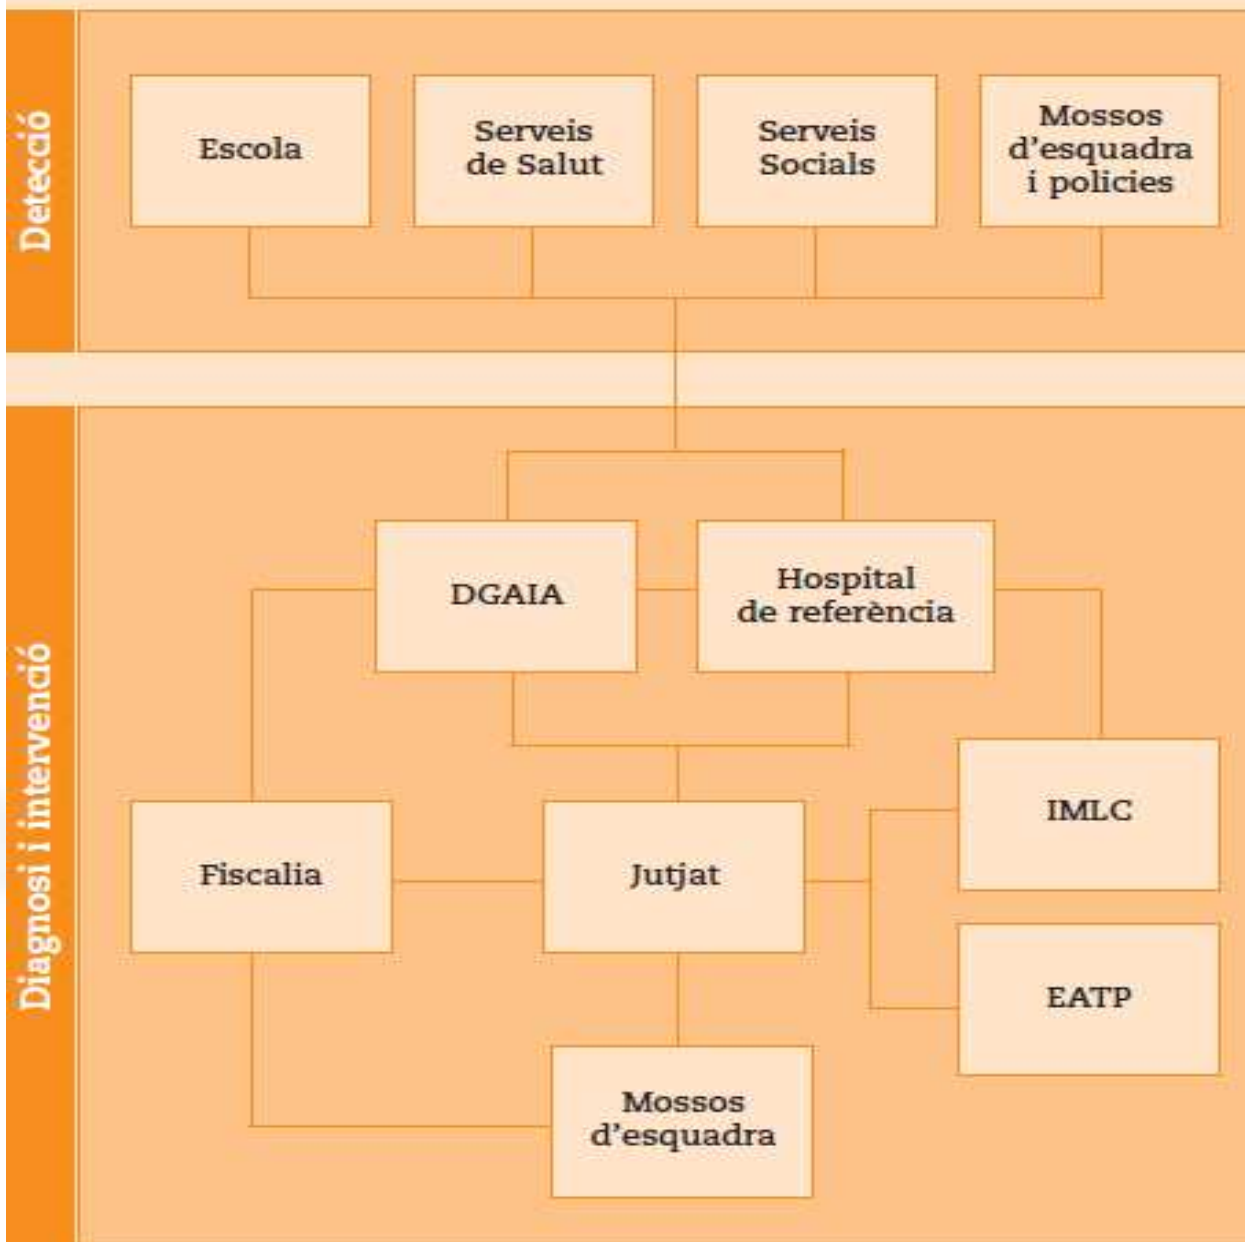 Detecció
Escola
Serveis
de Salut
Serveis
Socials
Mossos
d'esquadra
i policies
Diagnosi i intervenció
DGAIA
Hospital
de referència
Fiscalia
Jutjat
IMLC
EATP
Mossos
d'esquadra